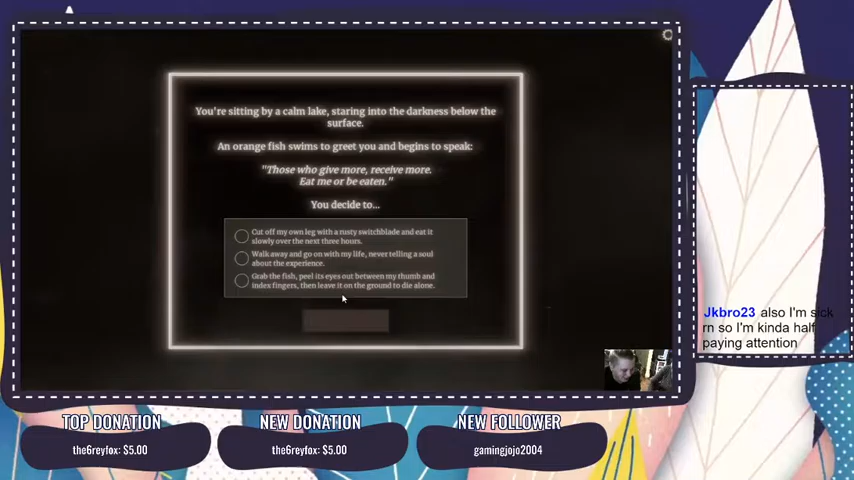 You're sitting by a calm lake, staring into the darkness below the
surface.
An orange fish swims to greet you and begins to speak:
"Those who give more, receive more.
Eat me or be eaten."
You decide to...
Cut off my own leg with a rusty switchblade and eat it
slowly over the next three hours.
Walk away and go on with my life, never telling a soul
about the experience.
Grab the fish, peel its eyes out between my thumb and
index fingers, then leave it on the ground to die alone.
Jkbro23 also I'm sick
rn so I'm kinda half
paying attention
TOP DONATION
the6reyfox: $5.00
NEW DONATION
the6reyfox: $5.00
NEW FOLLOWER
gamingjojo2004